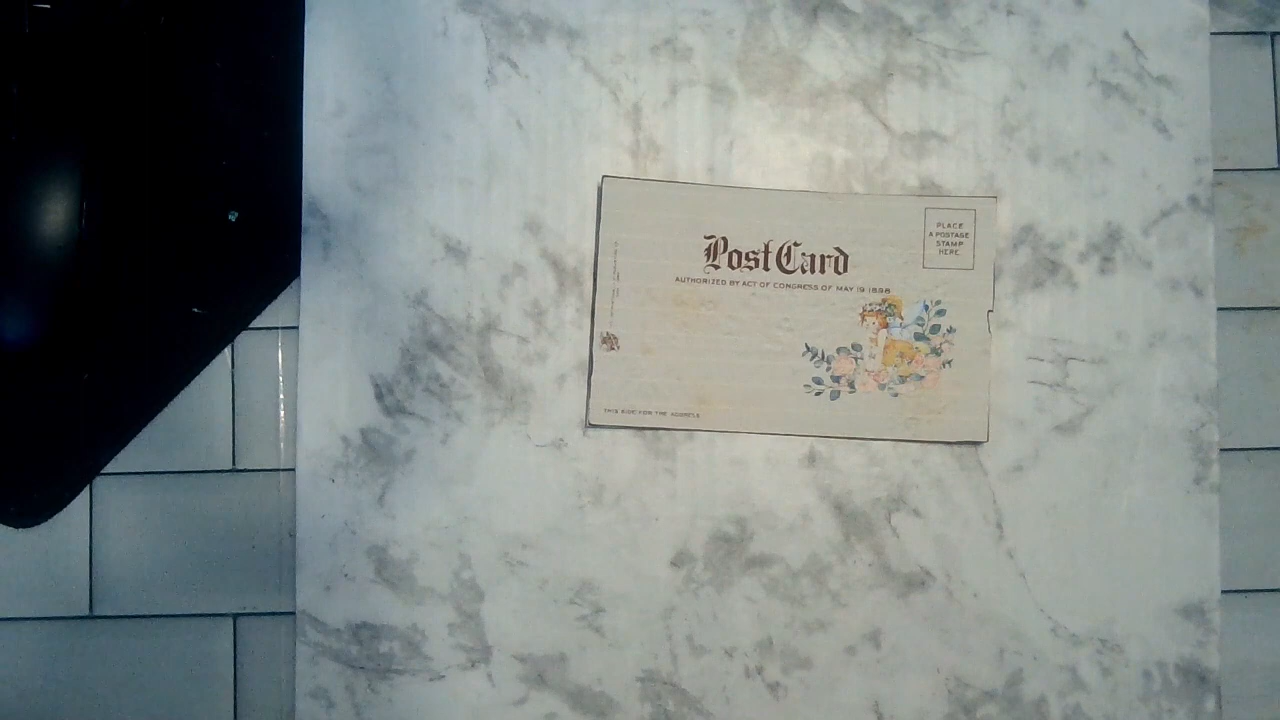 Post Card
AUTHORIZED BY ACT OF CONGRESS OF MAY 19 1898
PLACE
A POSTAGE
STAMP
HERE
THIS SIDE FOR THE ADDRESS